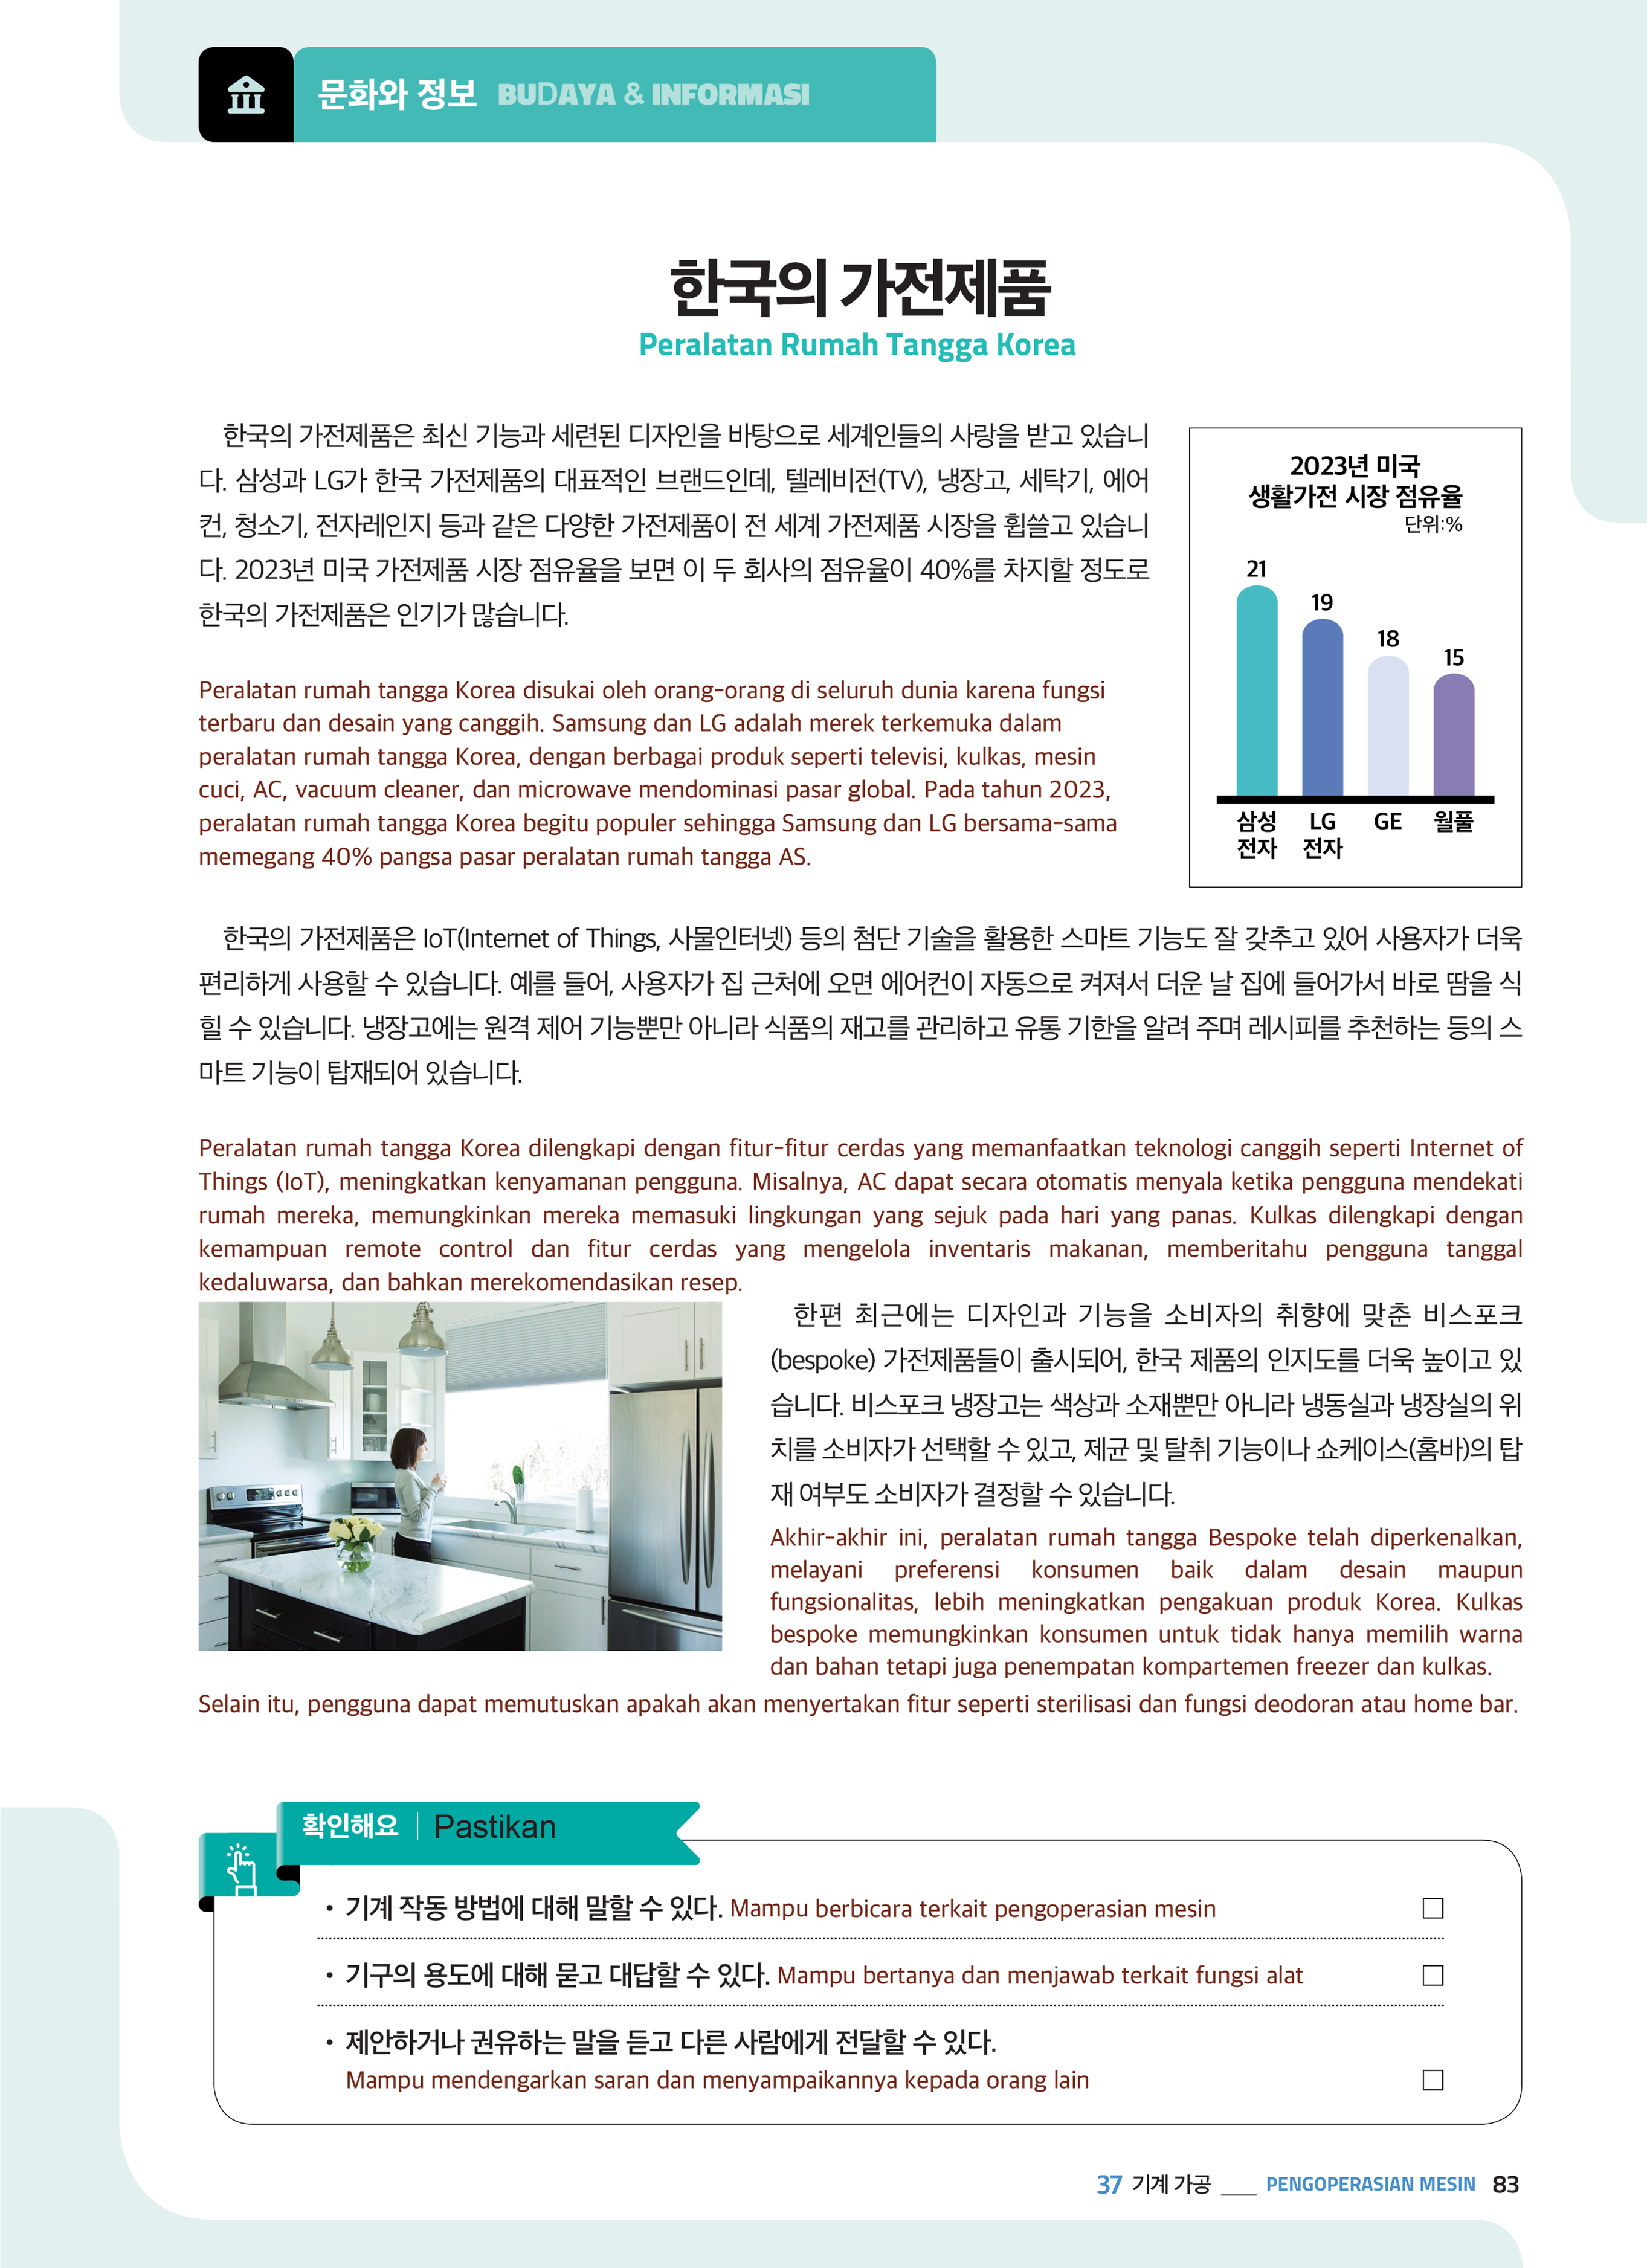 문화와 정보 BUDAYA & INFORMASI
한국의 가전제품
Peralatan Rumah Tangga Korea
한국의 가전제품은 최신 기능과 세련된 디자인을 바탕으로 세계인들의 사랑을 받고 있습니
다. 삼성과 LG가 한국 가전제품의 대표적인 브랜드인데, 텔레비전(TV), 냉장고, 세탁기, 에어
컨, 청소기, 전자레인지 등과 같은 다양한 가전제품이 전 세계 가전제품 시장을 휩쓸고 있습니
다. 2023년 미국 가전제품 시장 점유율을 보면 이 두 회사의 점유율이 40%를 차지할 정도로
한국의 가전제품은 인기가 많습니다.
Peralatan rumah tangga Korea disukai oleh orang-orang di seluruh dunia karena fungsi
terbaru dan desain yang canggih. Samsung dan LG adalah merek terkemuka dalam
peralatan rumah tangga Korea, dengan berbagai produk seperti televisi, kulkas, mesin
cuci, AC, vacuum cleaner, dan microwave mendominasi pasar global. Pada tahun 2023,
peralatan rumah tangga Korea begitu populer sehingga Samsung dan LG bersama-sama
memegang 40% pangsa pasar peralatan rumah tangga AS.
2023년 미국
생활가전 시장 점유율
단위:%
21
19
18
15
삼성 LG GE 월풀
전자 전자
한국의 가전제품은 IoT(Internet of Things, 사물인터넷) 등의 첨단 기술을 활용한 스마트 기능도 잘 갖추고 있어 사용자가 더욱
편리하게 사용할 수 있습니다. 예를 들어, 사용자가 집 근처에 오면 에어컨이 자동으로 켜져서 더운 날 집에 들어가서 바로 땀을 식
힐 수 있습니다. 냉장고에는 원격 제어 기능뿐만 아니라 식품의 재고를 관리하고 유통 기한을 알려 주며 레시피를 추천하는 등의 스
마트 기능이 탑재되어 있습니다.
Peralatan rumah tangga Korea dilengkapi dengan fitur-fitur cerdas yang memanfaatkan teknologi canggih seperti Internet of
Things (IoT), meningkatkan kenyamanan pengguna. Misalnya, AC dapat secara otomatis menyala ketika pengguna mendekati
rumah mereka, memungkinkan mereka memasuki lingkungan yang sejuk pada hari yang panas. Kulkas dilengkapi dengan
kemampuan remote control dan fitur cerdas yang mengelola inventaris makanan, memberitahu pengguna tanggal
kedaluwarsa, dan bahkan merekomendasikan resep.
한편 최근에는 디자인과 기능을 소비자의 취향에 맞춘 비스포크
(bespoke) 가전제품들이 출시되어, 한국 제품의 인지도를 더욱 높이고 있
습니다. 비스포크 냉장고는 색상과 소재뿐만 아니라 냉동실과 냉장실의 위
치를 소비자가 선택할 수 있고, 제균 및 탈취 기능이나 쇼케이스(홈바)의 탑
재 여부도 소비자가 결정할 수 있습니다.
Akhir-akhir ini, peralatan rumah tangga Bespoke telah diperkenalkan,
melayani preferensi konsumen baik dalam desain maupun
fungsionalitas, lebih meningkatkan pengakuan produk Korea. Kulkas
bespoke memungkinkan konsumen untuk tidak hanya memilih warna
dan bahan tetapi juga penempatan kompartemen freezer dan kulkas.
Selain itu, pengguna dapat memutuskan apakah akan menyertakan fitur seperti sterilisasi dan fungsi deodoran atau home bar.
확인해요 | Pastikan
• 기계 작동 방법에 대해 말할 수 있다. Mampu berbicara terkait pengoperasian mesin
• 기구의 용도에 대해 묻고 대답할 수 있다. Mampu bertanya dan menjawab terkait fungsi alat
• 제안하거나 권유하는 말을 듣고 다른 사람에게 전달할 수 있다.
Mampu mendengarkan saran dan menyampaikannya kepada orang lain
37 기계 가공 ___ PENGOPERASIAN MESIN 83